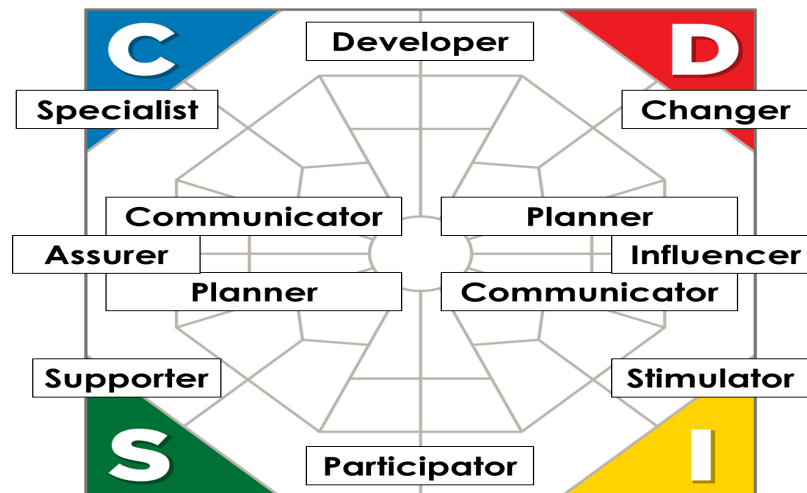 C
Developer
D
Specialist
Changer
Communicator
Planner
Assurer
Influencer
Planner
Communicator
Supporter
Stimulator
S
Participator
I